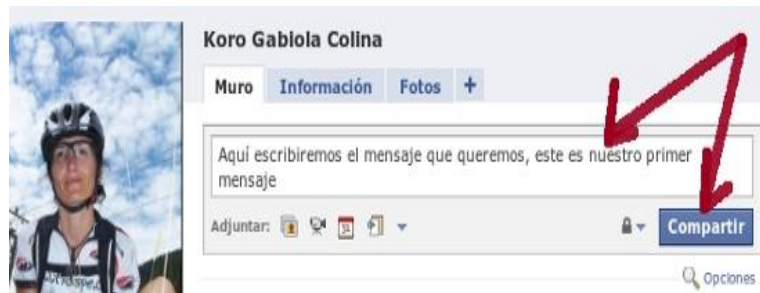 Koro Gabiola Colina
Muro Información Fotos +
Aquí escribiremos el mensaje que queremos, este es nuestro primer
mensaje
Adjuntar:
Compartir
Opciones